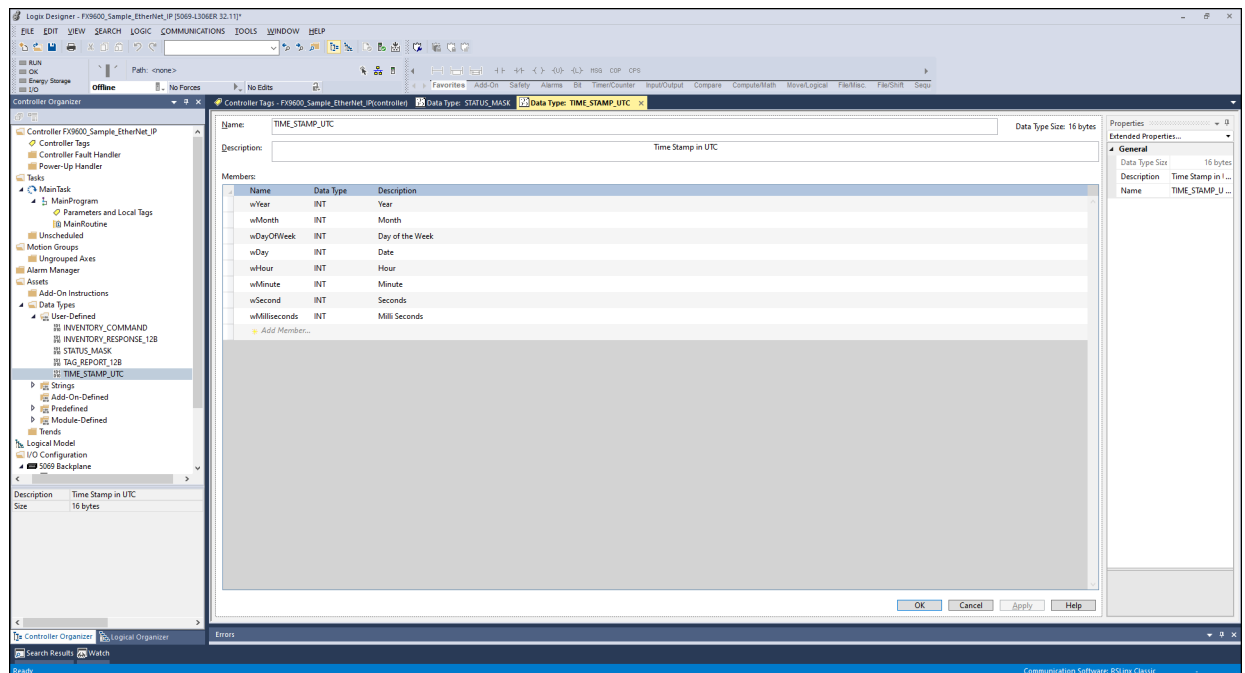 Logix Designer - FX9600_Sample_EtherNet_IP [5069-L306ER 32.11]*
FILE EDIT VIEW SEARCH LOGIC COMMUNICATIONS TOOLS WINDOW HELP
RUN
OK
Energy Storage
I/O
Path: <none>
Offline No Forces No Edits
MSG COP CPS
Favorites Add-On Safety Alarms Bit Timer/Counter Input/Output Compare Compute/Math Move/Logical File/Misc. File/Shift Sequ
Controller Organizer
Controller Tags - FX9600_Sample_EtherNet_IP(controller) Data Type: STATUS_MASK Data Type: TIME_STAMP_UTC
Controller FX9600_Sample_EtherNet_IP
Controller Tags
Controller Fault Handler
Power-Up Handler
Tasks
MainTask
MainProgram
Parameters and Local Tags
MainRoutine
Unscheduled
Motion Groups
Ungrouped Axes
Alarm Manager
Assets
Add-On Instructions
Data Types
User-Defined
INVENTORY_COMMAND
INVENTORY_RESPONSE_12B
STATUS_MASK
TAG_REPORT_12B
TIME_STAMP_UTC
Strings
Add-On-Defined
Predefined
Module-Defined
Trends
Logical Model
I/O Configuration
5069 Backplane
Description Time Stamp in UTC
Size 16 bytes
Controller Organizer Logical Organizer
Name: TIME_STAMP_UTC Data Type Size: 16 bytes
Description: Time Stamp in UTC
Members:
Name Data Type Description
wYear INT Year
wMonth INT Month
wDayOfWeek INT Day of the Week
wDay INT Date
wHour INT Hour
wMinute INT Minute
wSecond INT Seconds
wMilliseconds INT Milli Seconds
Add Member...
OK Cancel Apply Help
Properties
Extended Properties...
General
Data Type Size 16 bytes
Description Time Stamp in ...
Name TIME_STAMP_U ...
Errors
Search Results Watch
Ready Communication Software: RSLinx Classic